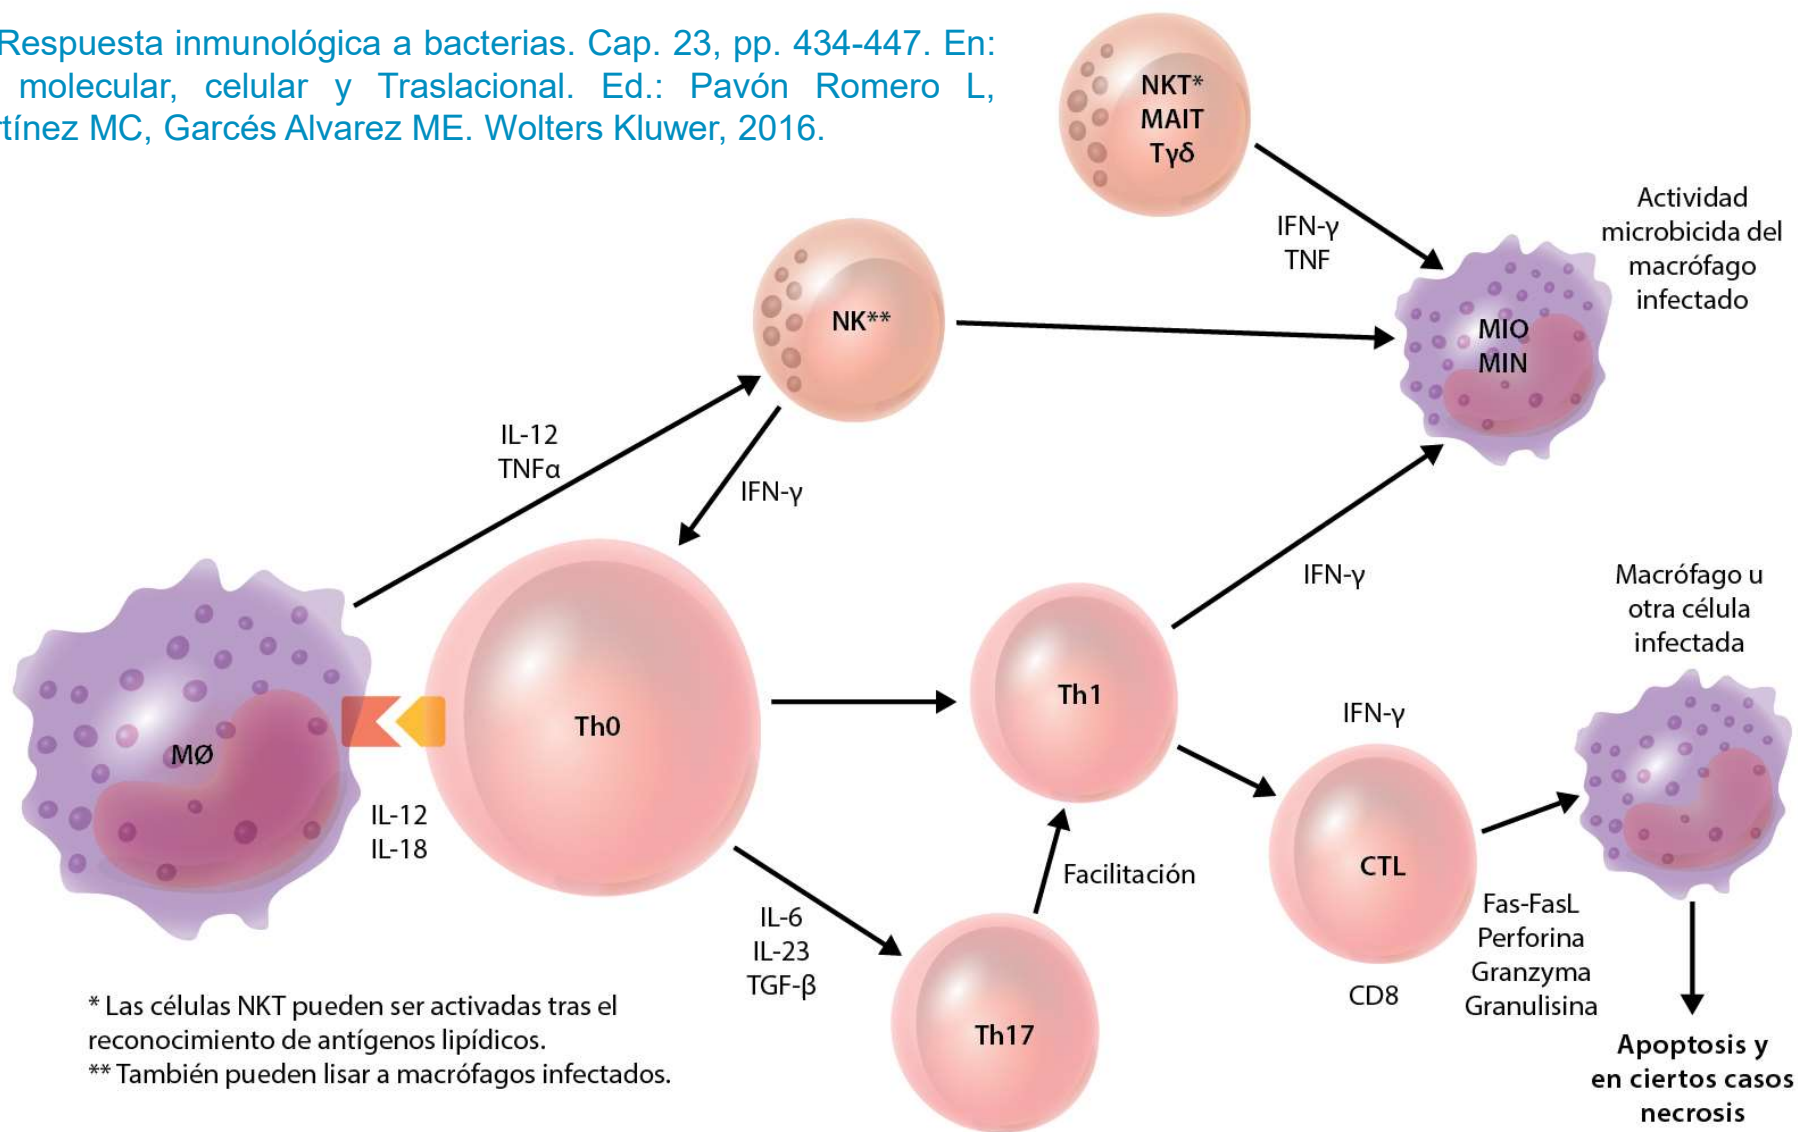 Respuesta inmunológica a bacterias. Cap. 23, pp. 434-447. En:
molecular, celular y Traslacional. Ed.: Pavón Romero L,
rtínez MC, Garcés Alvarez ME. Wolters Kluwer, 2016.
NKT*
MAIT
Tγδ
IFN-γ
TNF
Actividad
microbicida del
macrófago
infectado
NK**
MIO
MIN
IL-12
TNFα
IFN-γ
IFN-γ
Macrófago u
otra célula
infectada
MØ
Th0
Th1
IFN-γ
IL-12
IL-18
CTL
Facilitación
IL-6
IL-23
TGF-β
Fas-FasL
Perforina
Granzyma
Granulisina
CD8
Th17
* Las células NKT pueden ser activadas tras el
reconocimiento de antígenos lipídicos.
** También pueden lisar a macrófagos infectados.
Apoptosis y
en ciertos casos
necrosis